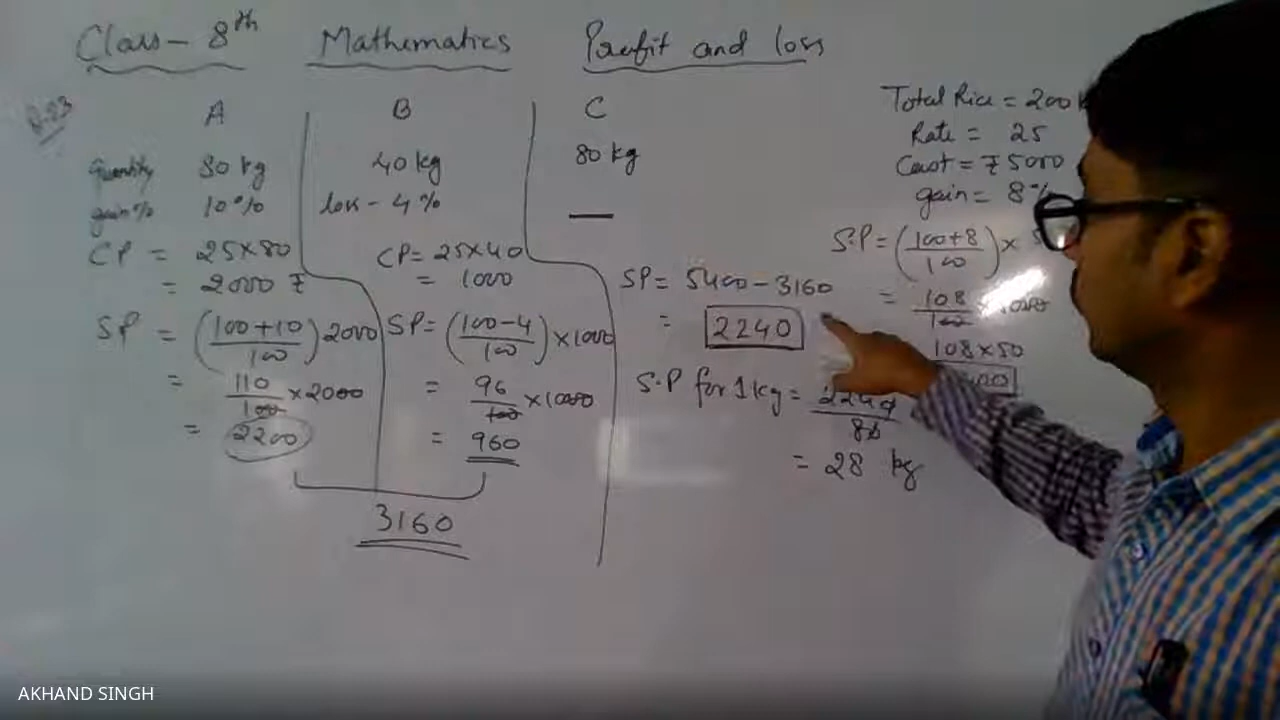 Class - 8th Mathematics Profit and loss
A
Quantity 80 kg
gain% 10%
CP = 25×80
= 2000 ₹
SP = (100+10/100) 2000
= 110/100 × 2000
= 2200
B
40 kg
loss - 4%
CP = 25×40
= 1000
SP = (100-4/100) × 1000
= 96/100 × 1000
= 960
3160
C
80 kg
—
SP = 5400 - 3160
= 2240
S.P for 1 kg = 2240/80
= 28 kg
Total Rice = 200
Rate = 25
Cost = ₹ 5000
gain = 8%
S.P = (100+8/100) ×
= 108/100
108×50
AKHAND SINGH